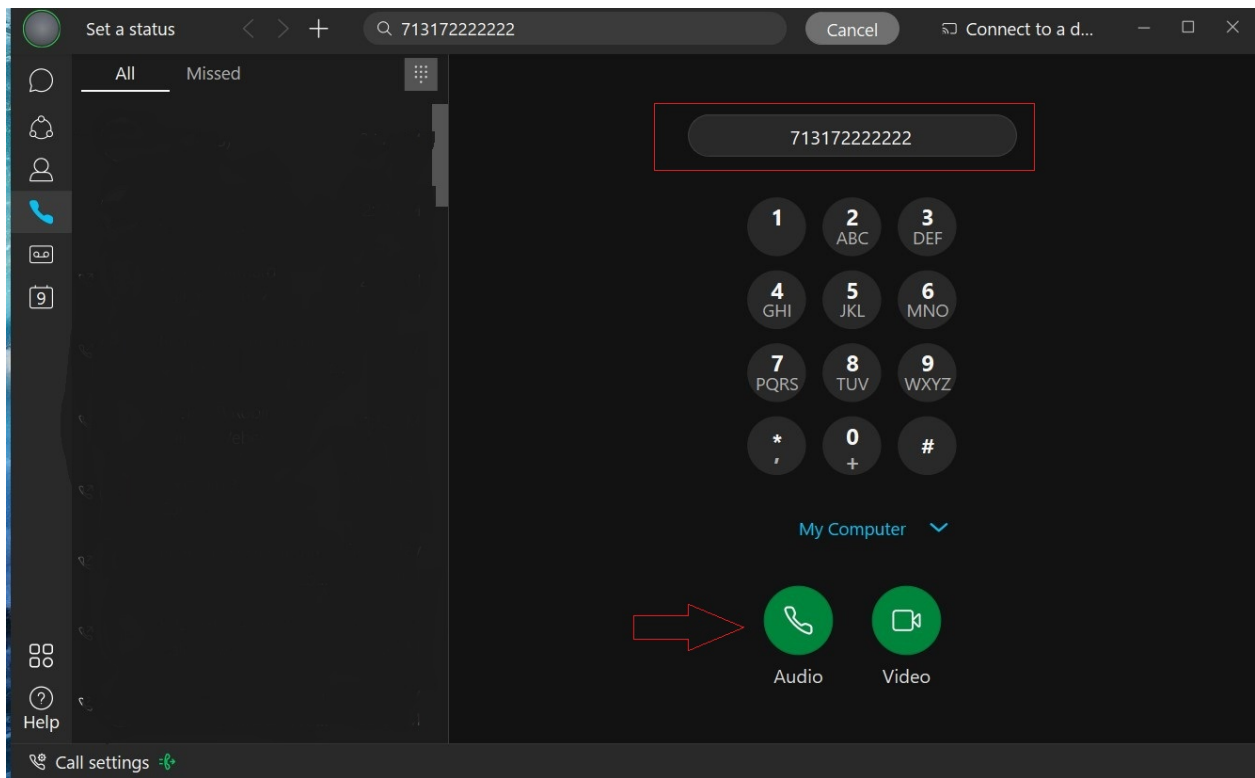 Set a status
713172222222
Cancel
Connect to a d...
All Missed
713172222222
1 2 3
ABC DEF
4 5 6
GHI JKL MNO
7 8 9
PQRS TUV WXYZ
* 0 #
, +
My Computer
Audio Video
9
Help
Call settings